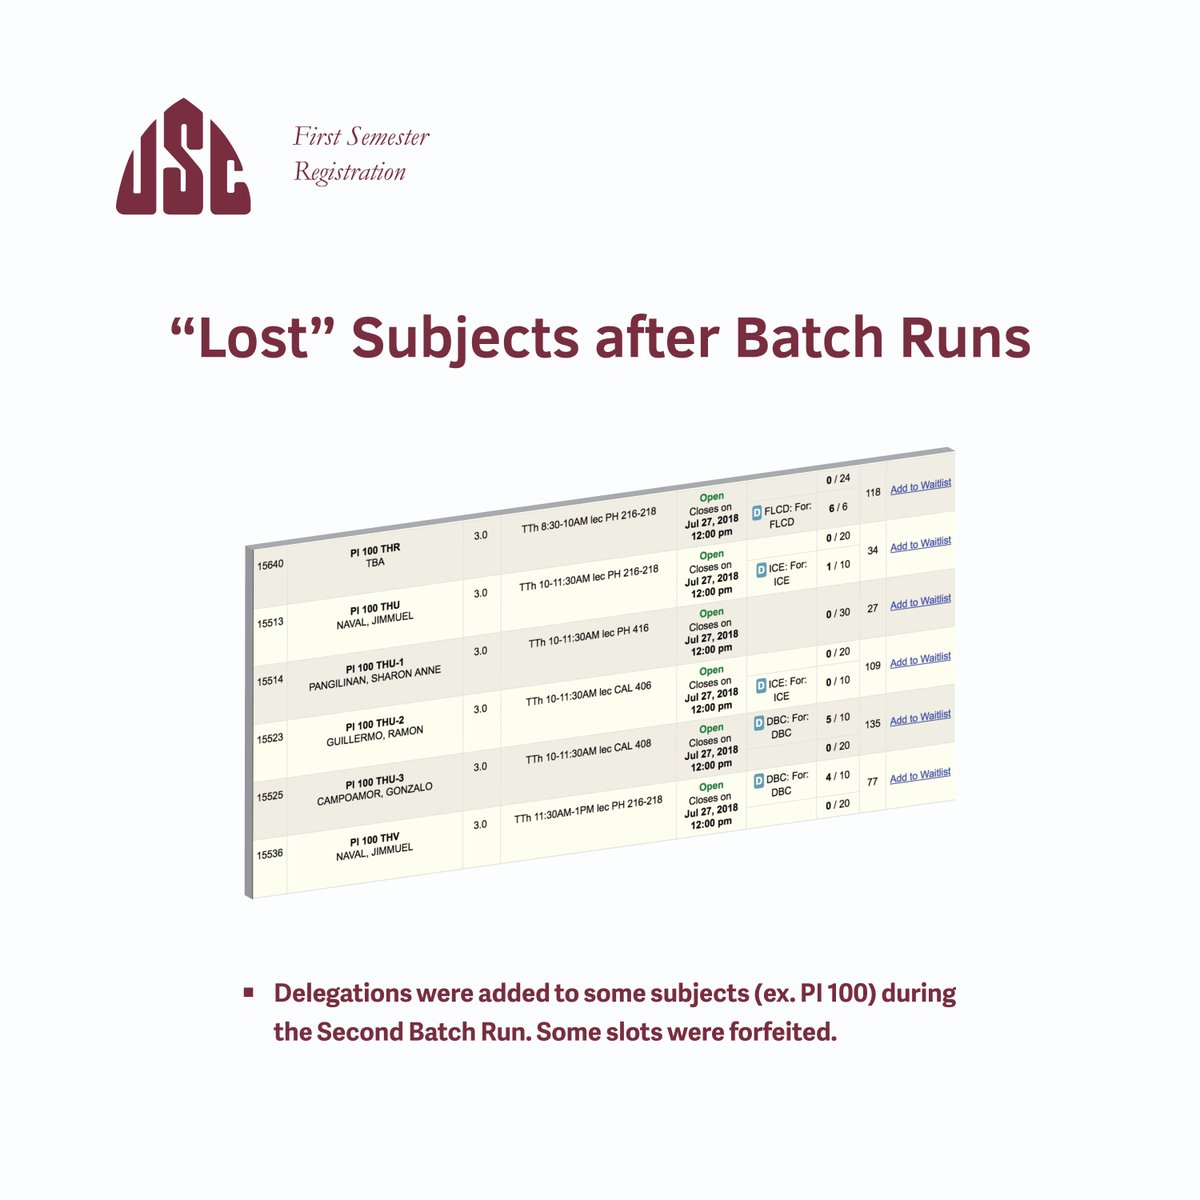 USC
First Semester
Registration
“Lost” Subjects after Batch Runs
15640
PI 100 THR
TBA
3.0
TTh 8:30-10AM lec PH 216-218
Open
Closes on
Jul 27, 2018
12:00 pm
0 / 24
D FLCD: For:
FLCD
6 / 6
118
Add to Waitlist
15513
PI 100 THU
NAVAL, JIMMUEL
3.0
TTh 10-11:30AM lec PH 216-218
Open
Closes on
Jul 27, 2018
12:00 pm
0 / 20
D ICE: For:
ICE
1 / 10
34
Add to Waitlist
15514
PI 100 THU-1
PANGILINAN, SHARON ANNE
3.0
TTh 10-11:30AM lec PH 416
Open
Closes on
Jul 27, 2018
12:00 pm
0 / 30
27
Add to Waitlist
15523
PI 100 THU-2
GUILLERMO, RAMON
3.0
TTh 10-11:30AM lec CAL 406
Open
Closes on
Jul 27, 2018
12:00 pm
0 / 20
D ICE: For:
ICE
0 / 10
109
Add to Waitlist
15525
PI 100 THU-3
CAMPOAMOR, GONZALO
3.0
TTh 10-11:30AM lec CAL 408
Open
Closes on
Jul 27, 2018
12:00 pm
D DBC: For:
DBC
5 / 10
0 / 20
135
Add to Waitlist
15536
PI 100 THV
NAVAL, JIMMUEL
3.0
TTh 11:30AM-1PM lec PH 216-218
Open
Closes on
Jul 27, 2018
12:00 pm
D DBC: For:
DBC
4 / 10
0 / 20
77
Add to Waitlist
▪ Delegations were added to some subjects (ex. PI 100) during
the Second Batch Run. Some slots were forfeited.